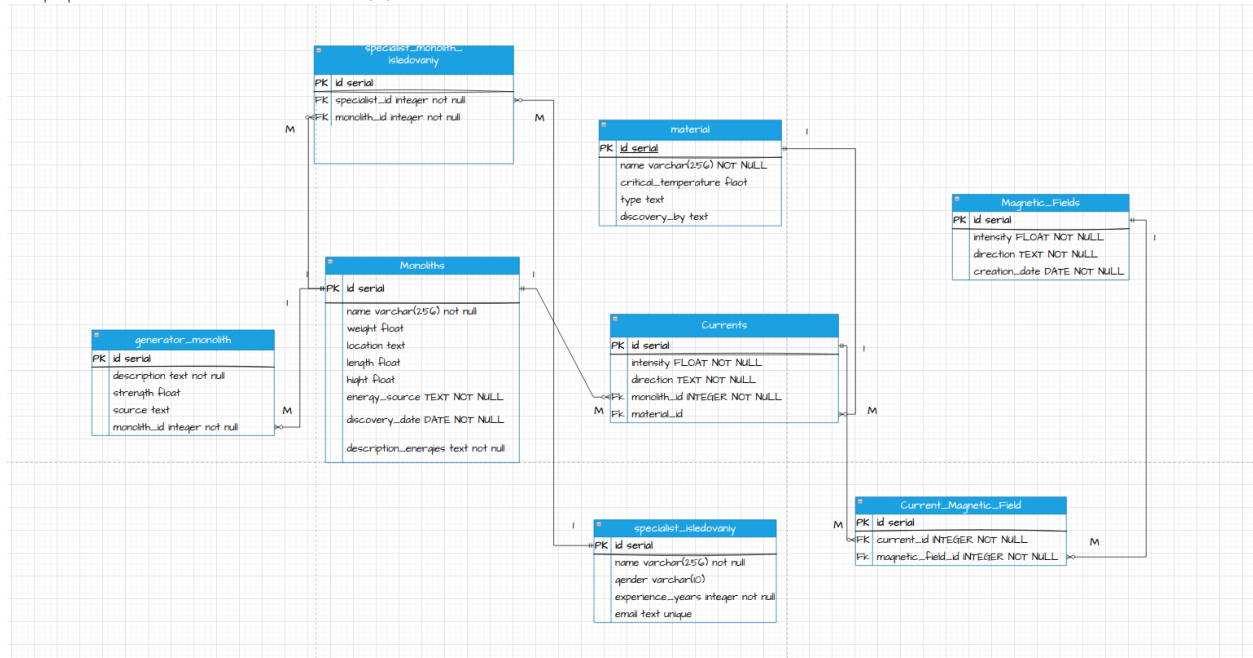 specialist_monolith_
isledovaniy
PK id serial
FK specialist_id integer not null
FK monolith_id integer not null
M
M
material
PK id serial
name varchar(256) NOT NULL
critical_temperature flaot
type text
discovery_by text
1
Magnetic_Fields
PK id serial
intensity FLOAT NOT NULL
direction TEXT NOT NULL
creation_date DATE NOT NULL
1
Monoliths
PK id serial
name varchar(256) not null
weight float
location text
length float
hight float
energy_source TEXT NOT NULL
discovery_date DATE NOT NULL
description_energies text not null
1
1
1
generator_monolith
PK id serial
description text not null
strength float
source text
monolith_id integer not null
M
Currents
PK id serial
intensity FLOAT NOT NULL
direction TEXT NOT NULL
FK monolith_id INTEGER NOT NULL
FK material_id
1
M
M
specialist_isledovaniy
PK id serial
name varchar(256) not null
gender varchar(10)
experience_years integer not null
email text unique
1
Current_Magnetic_Field
PK id serial
FK current_id INTEGER NOT NULL
FK magnetic_field_id INTEGER NOT NULL
M
M